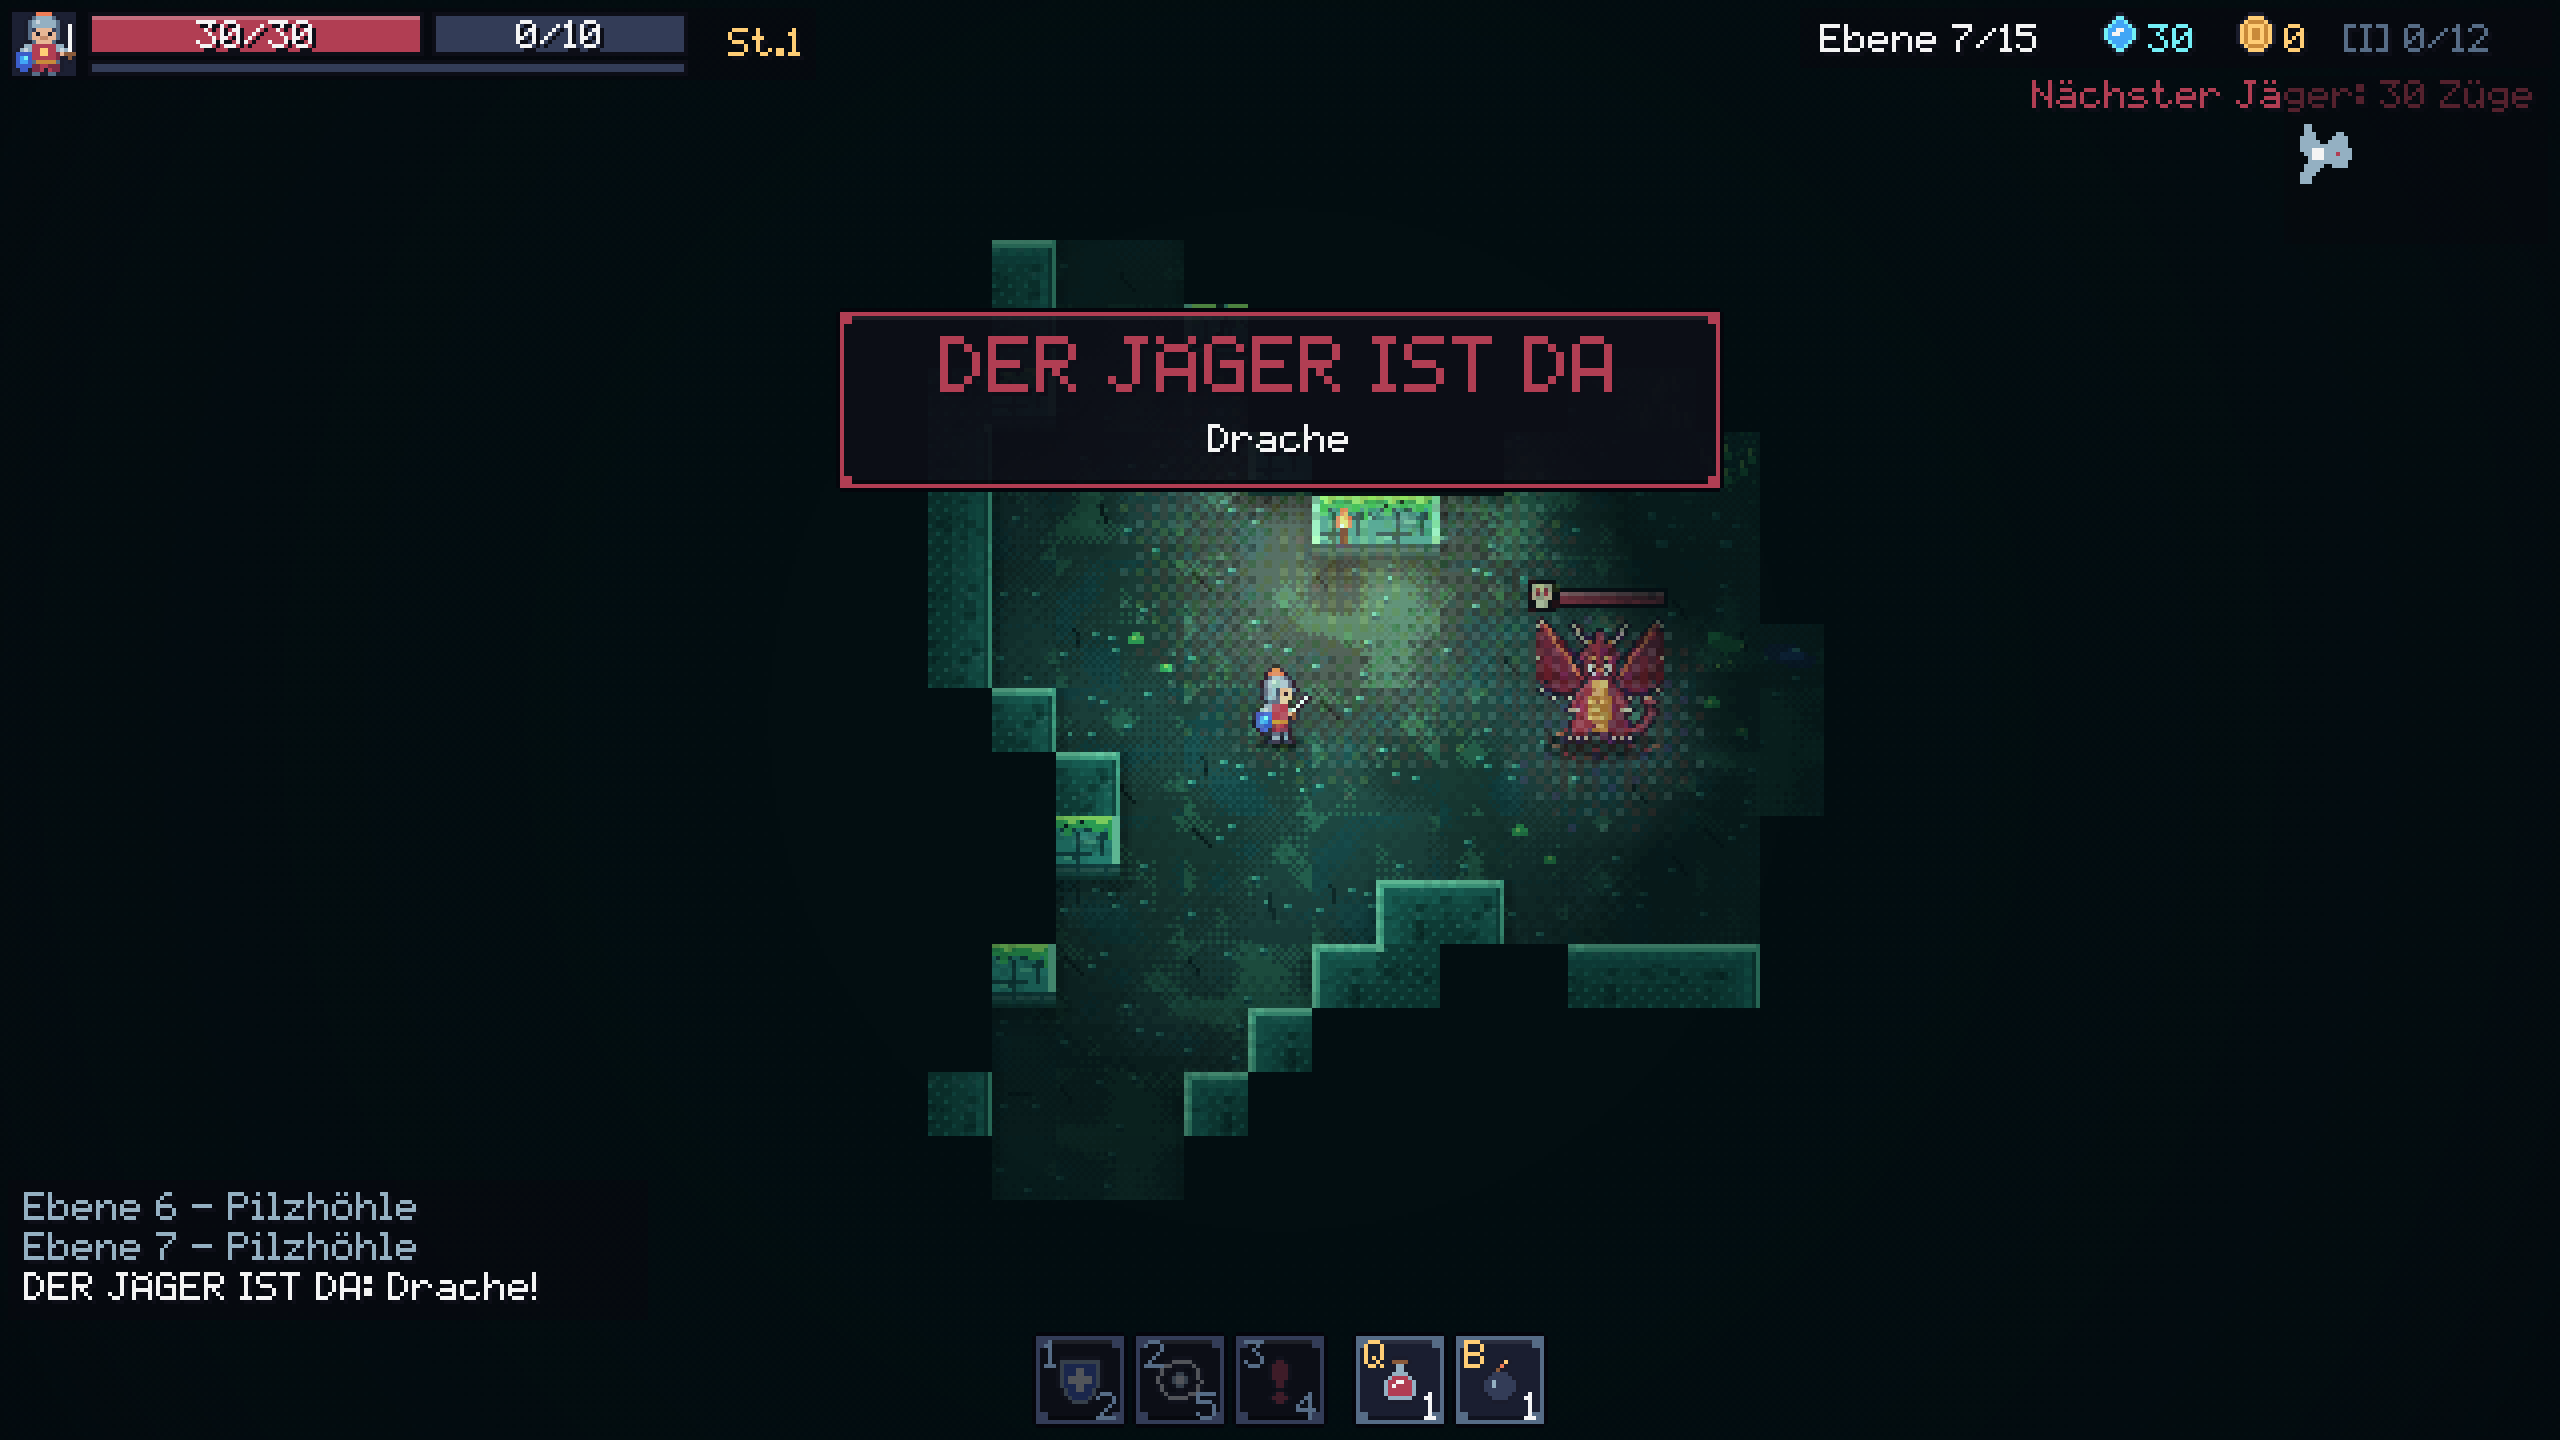 30/30 0/10 St.1 Ebene 7/15 30 0 [I] 0/12
Nächster Jäger: 30 Züge
DER JÄGER IST DA
Drache
Ebene 6 - Pilzhöhle
Ebene 7 - Pilzhöhle
DER JÄGER IST DA: Drache!
1 2 3 Q B
2 5 4 1 1